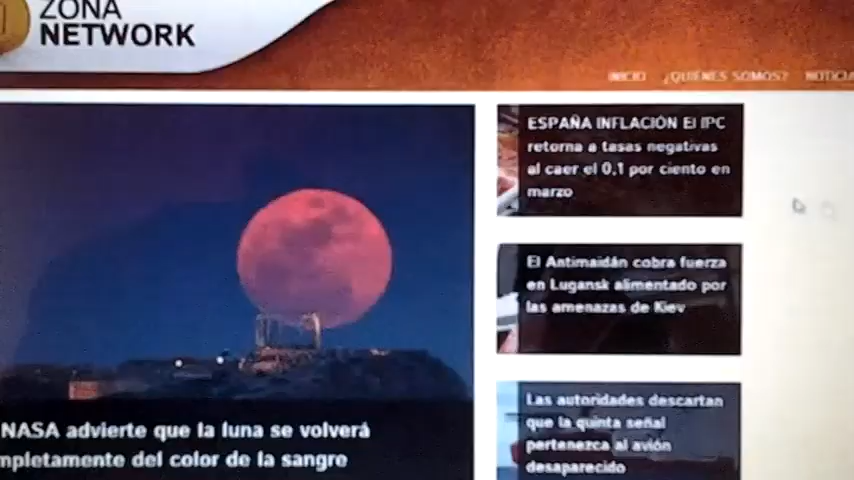 ZONA
NETWORK
INICIO ¿QUIÉNES SOMOS? NOTICIA
ESPAÑA INFLACIÓN El IPC
retorna a tasas negativas
al caer el 0,1 por ciento en
marzo
El Antimaidán cobra fuerza
en Lugansk alimentado por
las amenazas de Kiev
Las autoridades descartan
que la quinta señal
pertenezca al avión
desaparecido
NASA advierte que la luna se volverá
mpletamente del color de la sangre